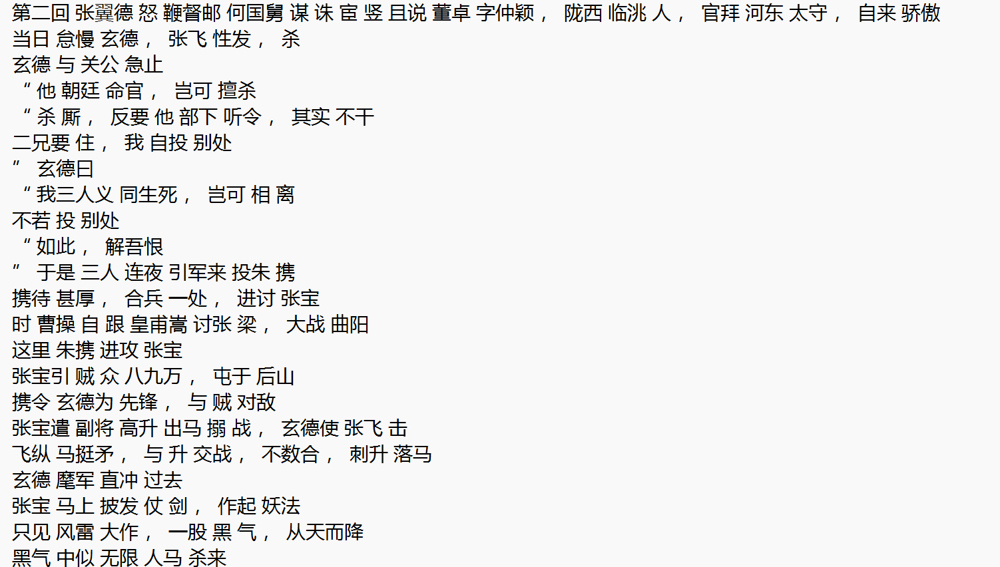 第二回 张翼德 怒 鞭督邮 何国舅 谋 诛 宦 竖 且说 董卓 字仲颖， 陇西 临洮 人， 官拜 河东 太守， 自来 骄傲
当日 怠慢 玄德， 张飞 性发， 杀
玄德 与 关公 急止
“ 他 朝廷 命官， 岂可 擅杀
“ 杀 厮， 反要 他 部下 听令， 其实 不干
二兄要 住， 我 自投 别处
” 玄德曰
“ 我三人义 同生死， 岂可 相 离
不若 投 别处
“ 如此， 解吾恨
” 于是 三人 连夜 引军来 投朱 携
携待 甚厚， 合兵 一处， 进讨 张宝
时 曹操 自 跟 皇甫嵩 讨张 梁， 大战 曲阳
这里 朱携 进攻 张宝
张宝引 贼 众 八九万， 屯于 后山
携令 玄德为 先锋， 与 贼 对敌
张宝遣 副将 高升 出马 搦 战， 玄德使 张飞 击
飞纵 马挺矛， 与 升 交战， 不数合， 刺升 落马
玄德 麾军 直冲 过去
张宝 马上 披发 仗 剑， 作起 妖法
只见 风雷 大作， 一股 黑 气， 从天而降
黑气 中似 无限 人马 杀来